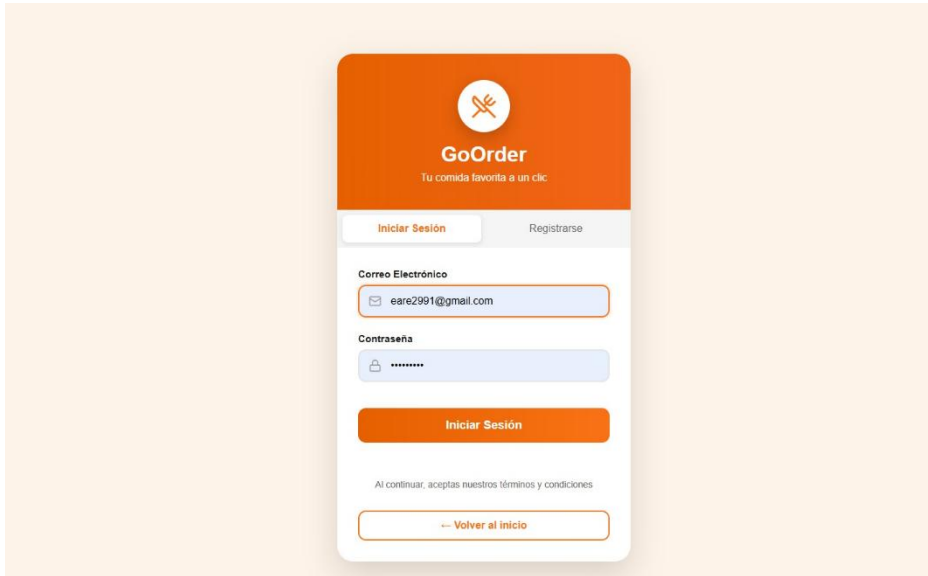 GoOrder
Tu comida favorita a un clic
Iniciar Sesión
Registrarse
Correo Electrónico
eare2991@gmail.com
Contraseña
•••••••••
Iniciar Sesión
Al continuar, aceptas nuestros términos y condiciones
← Volver al inicio